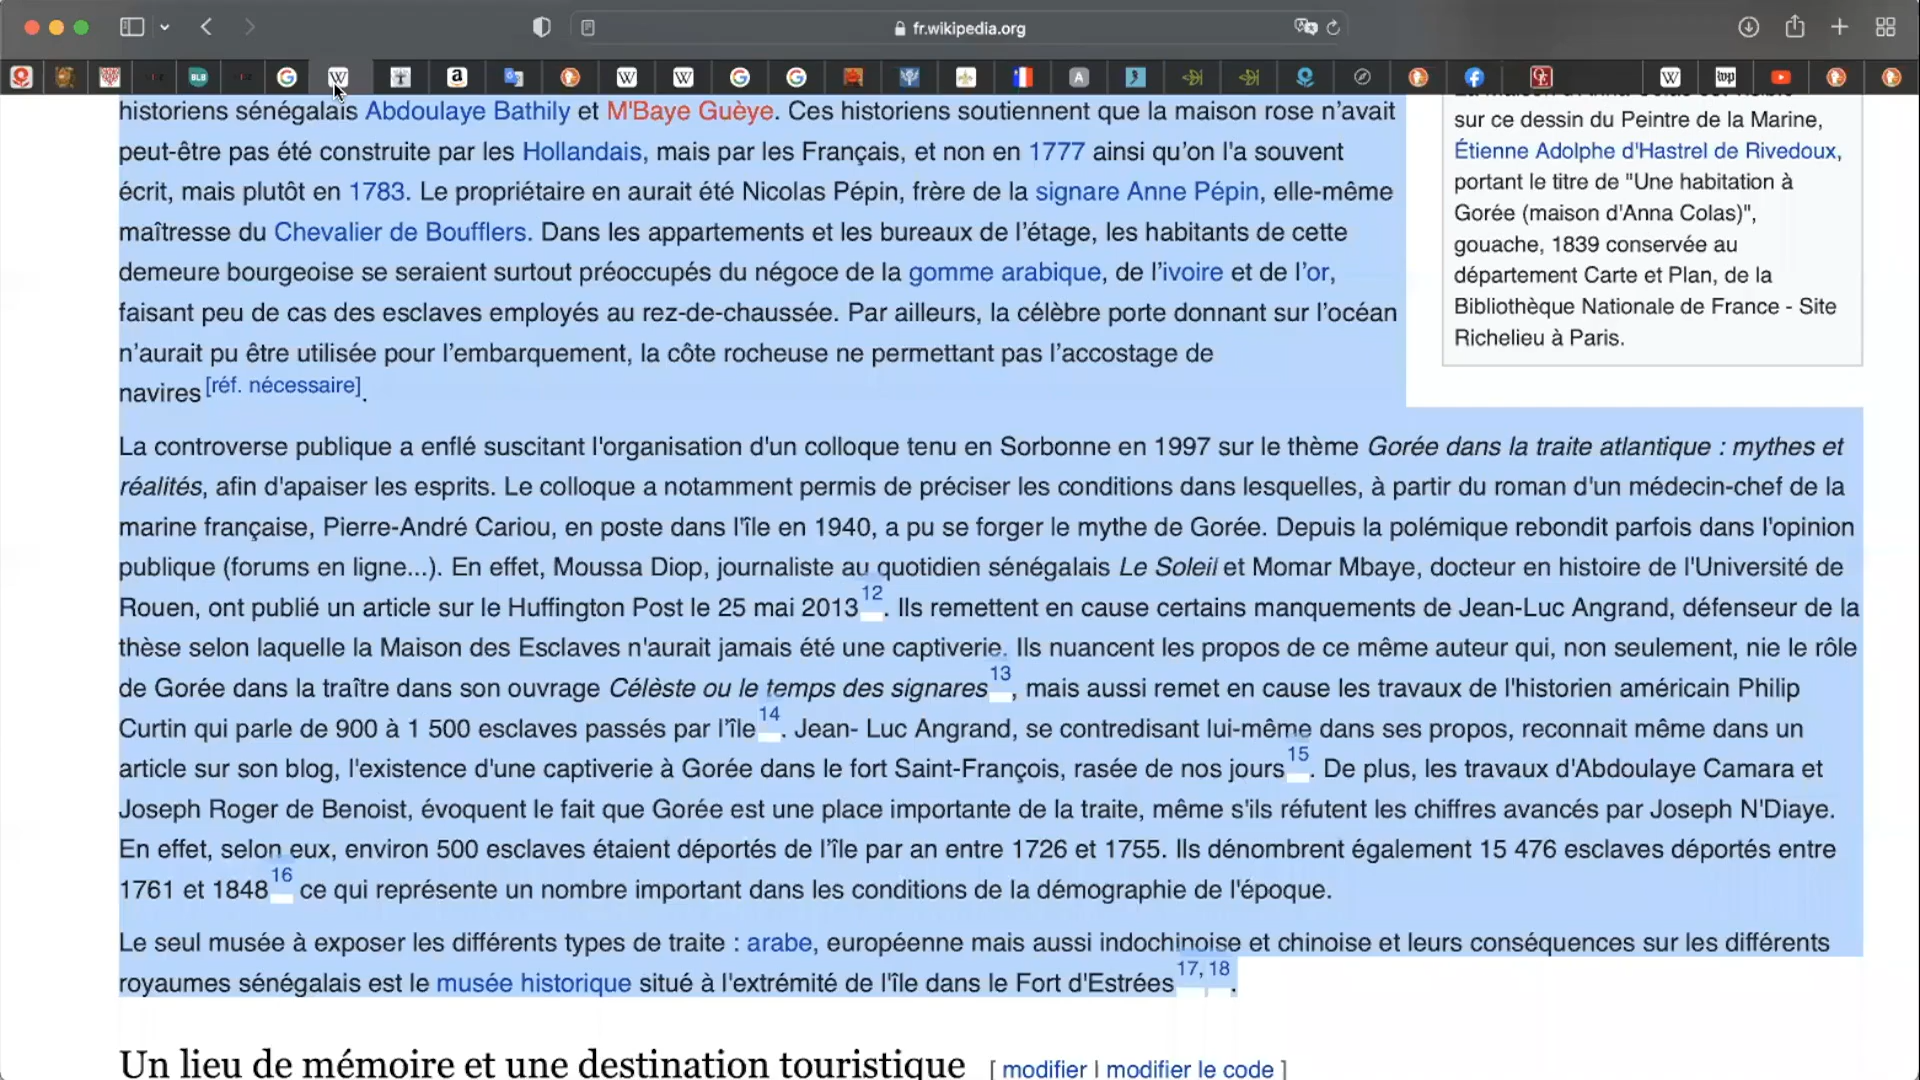 fr.wikipedia.org
BLB
historiens sénégalais Abdoulaye Bathily et M'Baye Guèye. Ces historiens soutiennent que la maison rose n’avait
peut-être pas été construite par les Hollandais, mais par les Français, et non en 1777 ainsi qu’on l'a souvent
écrit, mais plutôt en 1783. Le propriétaire en aurait été Nicolas Pépin, frère de la signare Anne Pépin, elle-même
maîtresse du Chevalier de Boufflers. Dans les appartements et les bureaux de l’étage, les habitants de cette
demeure bourgeoise se seraient surtout préoccupés du négoce de la gomme arabique, de l’ivoire et de l’or,
faisant peu de cas des esclaves employés au rez-de-chaussée. Par ailleurs, la célèbre porte donnant sur l’océan
n’aurait pu être utilisée pour l’embarquement, la côte rocheuse ne permettant pas l’accostage de
navires[réf. nécessaire].
sur ce dessin du Peintre de la Marine,
Étienne Adolphe d'Hastrel de Rivedoux,
portant le titre de "Une habitation à
Gorée (maison d'Anna Colas)",
gouache, 1839 conservée au
département Carte et Plan, de la
Bibliothèque Nationale de France - Site
Richelieu à Paris.
La controverse publique a enflé suscitant l'organisation d'un colloque tenu en Sorbonne en 1997 sur le thème Gorée dans la traite atlantique : mythes et
réalités, afin d'apaiser les esprits. Le colloque a notamment permis de préciser les conditions dans lesquelles, à partir du roman d'un médecin-chef de la
marine française, Pierre-André Cariou, en poste dans l'île en 1940, a pu se forger le mythe de Gorée. Depuis la polémique rebondit parfois dans l'opinion
publique (forums en ligne...). En effet, Moussa Diop, journaliste au quotidien sénégalais Le Soleil et Momar Mbaye, docteur en histoire de l'Université de
Rouen, ont publié un article sur le Huffington Post le 25 mai 2013 12. Ils remettent en cause certains manquements de Jean-Luc Angrand, défenseur de la
thèse selon laquelle la Maison des Esclaves n'aurait jamais été une captiverie. Ils nuancent les propos de ce même auteur qui, non seulement, nie le rôle
de Gorée dans la traître dans son ouvrage Célèste ou le temps des signares 13, mais aussi remet en cause les travaux de l'historien américain Philip
Curtin qui parle de 900 à 1 500 esclaves passés par l’île 14. Jean- Luc Angrand, se contredisant lui-même dans ses propos, reconnait même dans un
article sur son blog, l'existence d'une captiverie à Gorée dans le fort Saint-François, rasée de nos jours 15. De plus, les travaux d'Abdoulaye Camara et
Joseph Roger de Benoist, évoquent le fait que Gorée est une place importante de la traite, même s'ils réfutent les chiffres avancés par Joseph N'Diaye.
En effet, selon eux, environ 500 esclaves étaient déportés de l’île par an entre 1726 et 1755. Ils dénombrent également 15 476 esclaves déportés entre
1761 et 1848 16 ce qui représente un nombre important dans les conditions de la démographie de l'époque.
Le seul musée à exposer les différents types de traite : arabe, européenne mais aussi indochinoise et chinoise et leurs conséquences sur les différents
royaumes sénégalais est le musée historique situé à l'extrémité de l'île dans le Fort d'Estrées 17, 18.
Un lieu de mémoire et une destination touristique [ modifier | modifier le code ]